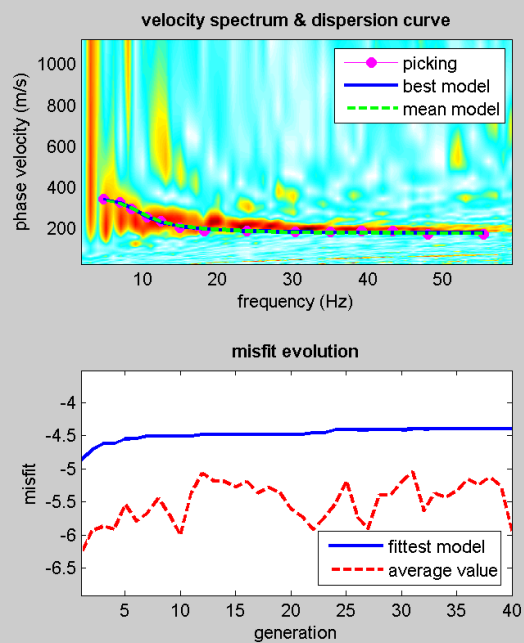 velocity spectrum & dispersion curve
phase velocity (m/s)
1000
800
600
400
200
picking
best model
mean model
10
20
30
40
50
frequency (Hz)
misfit evolution
misfit
-4
-4.5
-5
-5.5
-6
-6.5
fittest model
average value
5
10
15
20
25
30
35
40
generation